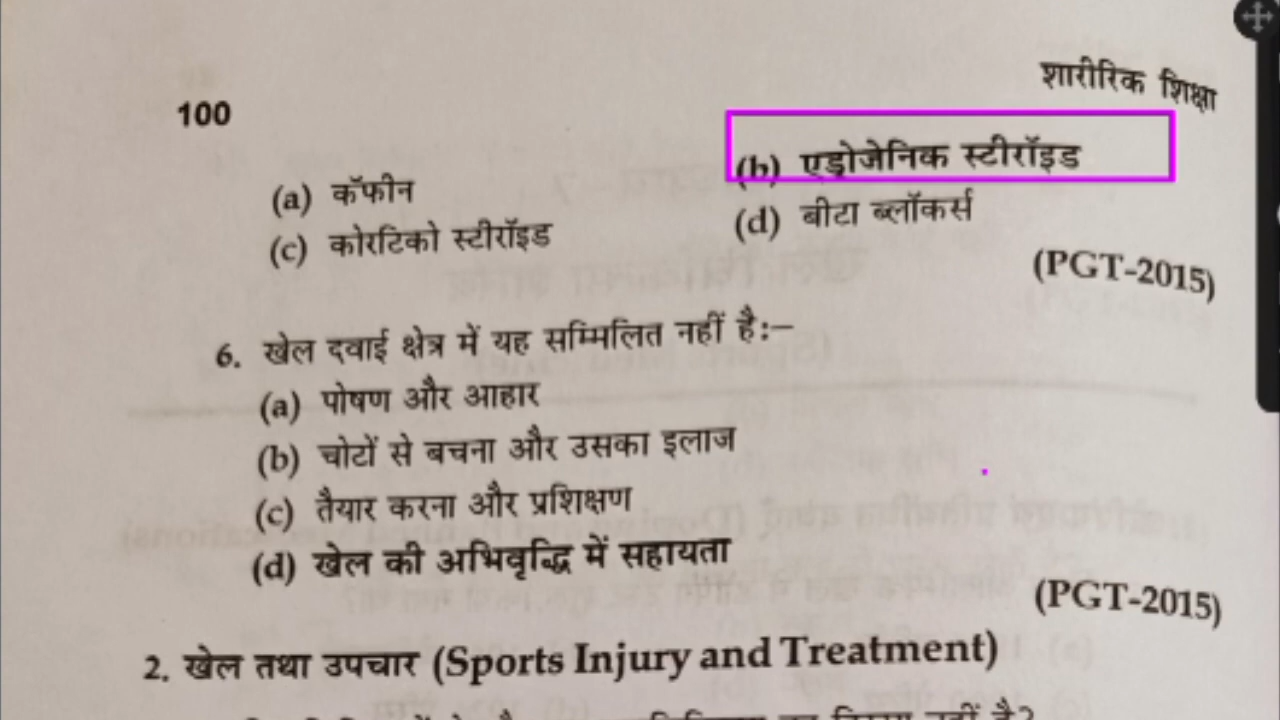 100
शारीरिक शिक्षा
(a) कॉफीन
(b) एड्रोजेनिक स्टीरॉइड
(c) कोरटिको स्टीरॉइड
(d) बीटा ब्लॉकर्स
(PGT-2015)
6. खेल दवाई क्षेत्र में यह सम्मिलित नहीं है:–
(a) पोषण और आहार
(b) चोटों से बचना और उसका इलाज
(c) तैयार करना और प्रशिक्षण
(d) खेल की अभिवृद्धि में सहायता
(PGT-2015)
2. खेल तथा उपचार (Sports Injury and Treatment)
नहीं है?